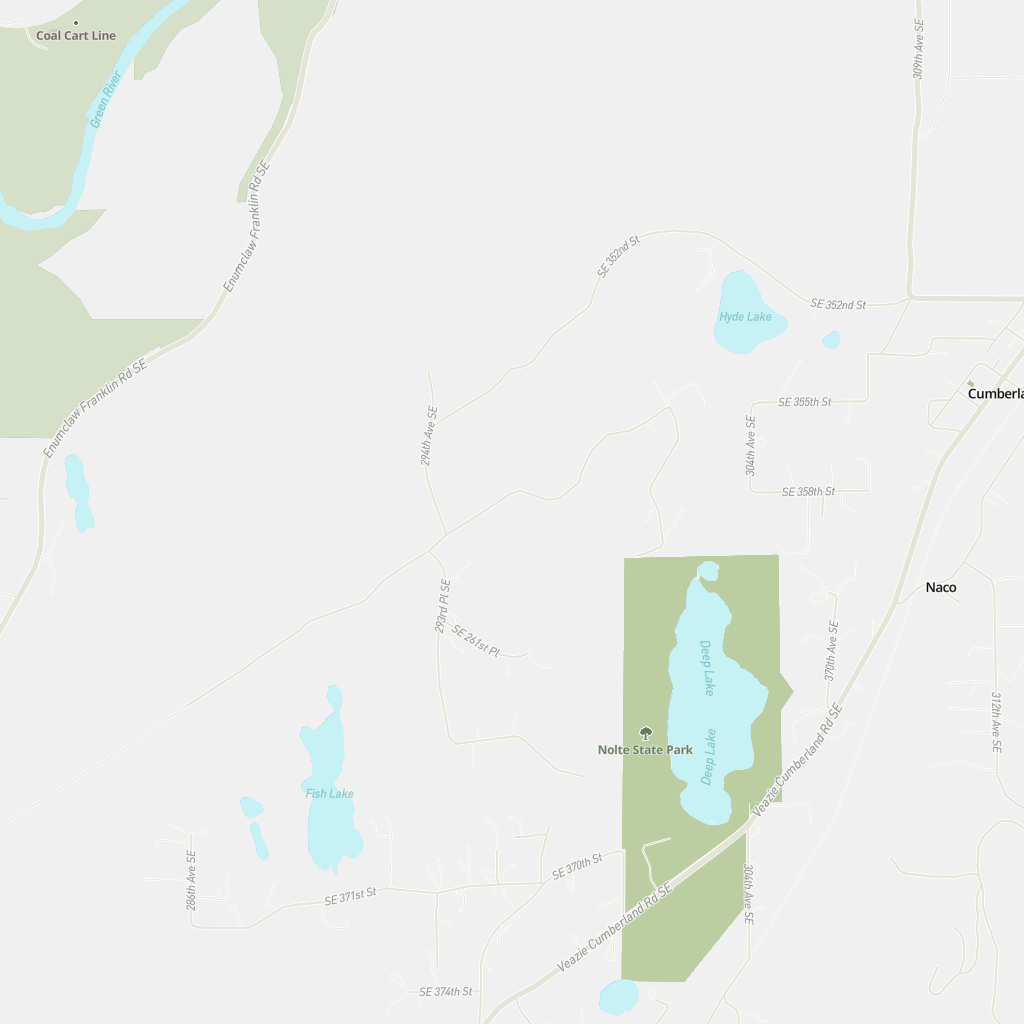 Coal Cart Line
Green River
309th Ave SE
Enumclaw Franklin Rd SE
SE 352nd St
SE 352nd St
Hyde Lake
Enumclaw Franklin Rd SE
SE 355th St
294th Ave SE
304th Ave SE
SE 358th St
Naco
293rd Pl SE
SE 261st Pl
370th Ave SE
Deep Lake
312th Ave SE
Nolte State Park
Deep Lake
Veazie Cumberland Rd SE
Fish Lake
286th Ave SE
SE 371st St
SE 370th St
304th Ave SE
Veazie Cumberland Rd SE
SE 374th St